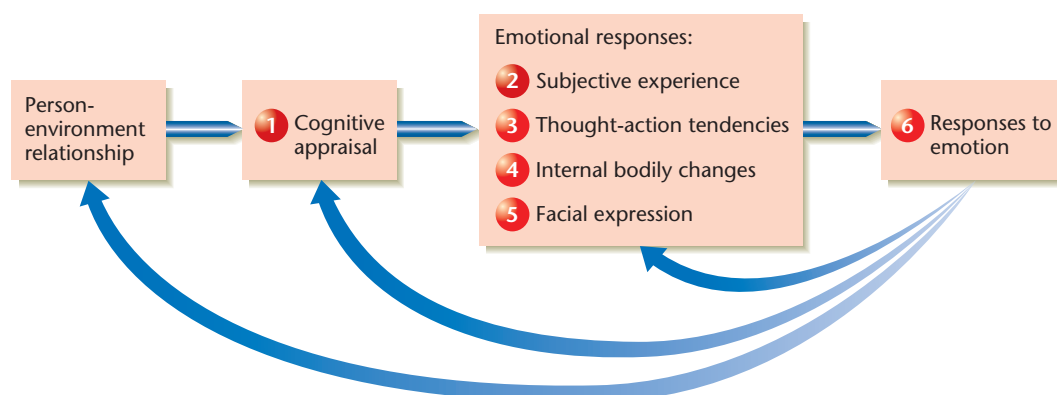 Person-
environment
relationship
1 Cognitive
appraisal
Emotional responses:
2 Subjective experience
3 Thought-action tendencies
4 Internal bodily changes
5 Facial expression
6 Responses to
emotion